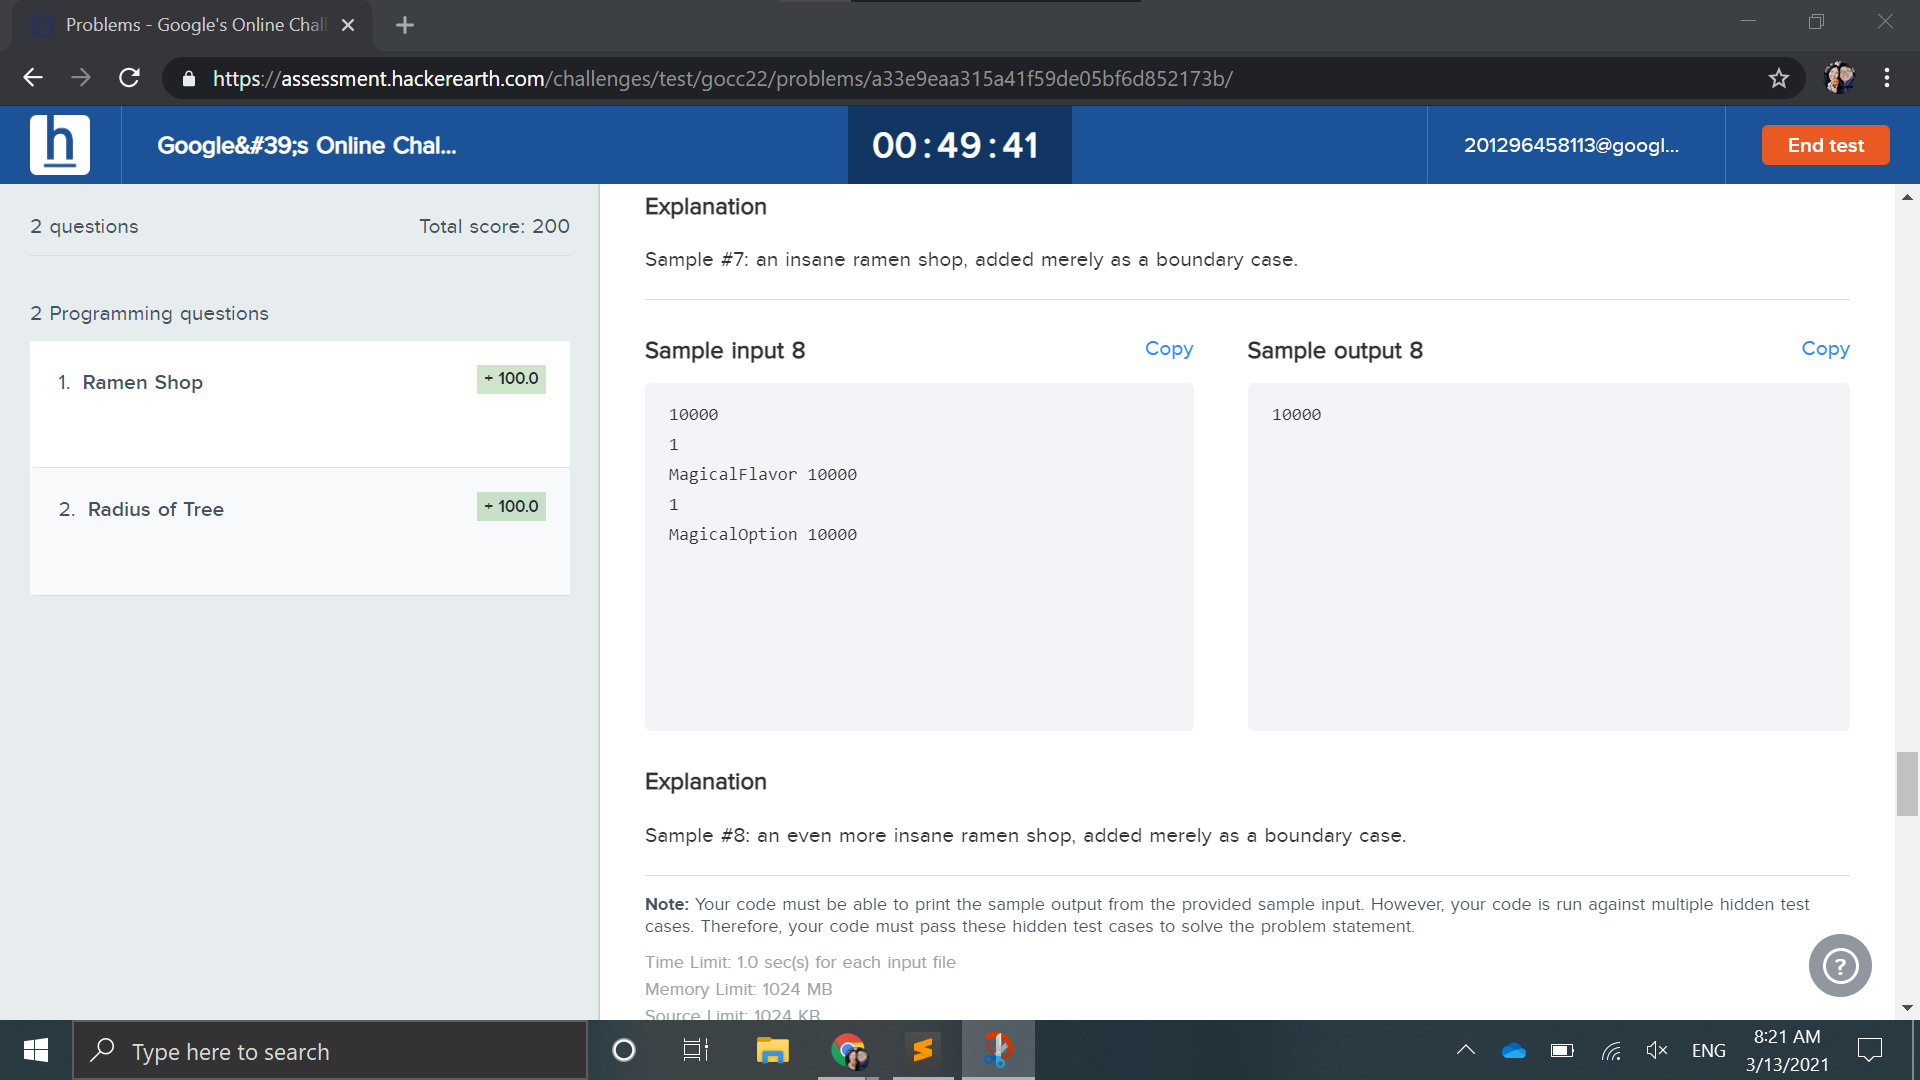 Problems - Google's Online Chall
https://assessment.hackerearth.com/challenges/test/gocc22/problems/a33e9eaa315a41f59de05bf6d852173b/
h
Google&#39;s Online Chal...
00:49:41
201296458113@googl...
End test
2 questions
Total score: 200
2 Programming questions
1. Ramen Shop
+ 100.0
2. Radius of Tree
+ 100.0
Explanation
Sample #7: an insane ramen shop, added merely as a boundary case.
Sample input 8
Copy
Sample output 8
Copy
10000
1
MagicalFlavor 10000
1
MagicalOption 10000
10000
Explanation
Sample #8: an even more insane ramen shop, added merely as a boundary case.
Note: Your code must be able to print the sample output from the provided sample input. However, your code is run against multiple hidden test
cases. Therefore, your code must pass these hidden test cases to solve the problem statement.
Time Limit: 1.0 sec(s) for each input file
Memory Limit: 1024 MB
Source Limit: 1024 KB
?
Type here to search
ENG
8:21 AM
3/13/2021